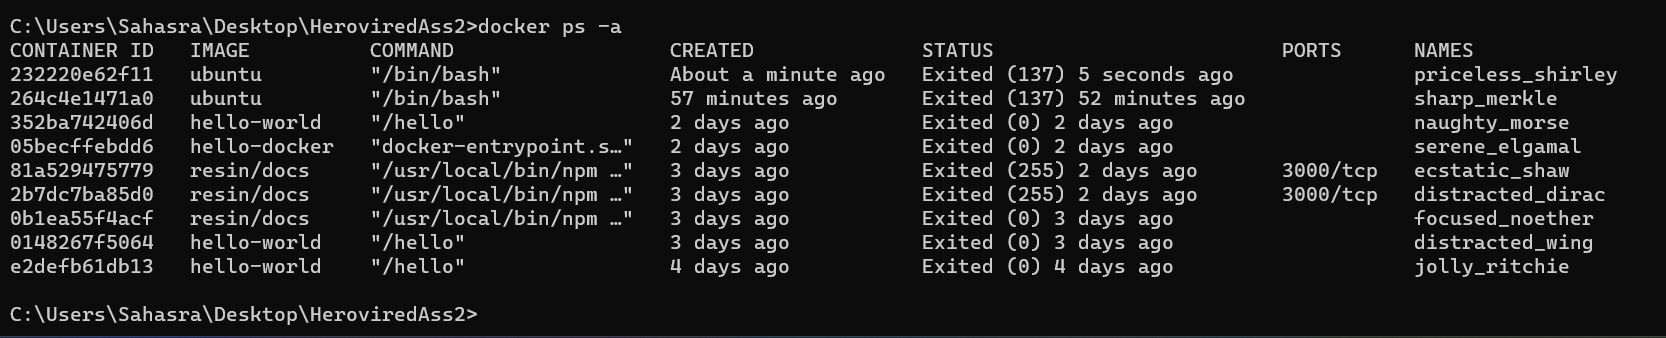 C:\Users\Sahasra\Desktop\HeroviredAss2>docker ps -a
CONTAINER ID   IMAGE          COMMAND                  CREATED              STATUS                        PORTS      NAMES
232220e62f11   ubuntu         "/bin/bash"              About a minute ago   Exited (137) 5 seconds ago               priceless_shirley
264c4e1471a0   ubuntu         "/bin/bash"              57 minutes ago       Exited (137) 52 minutes ago              sharp_merkle
352ba742406d   hello-world    "/hello"                 2 days ago           Exited (0) 2 days ago                    naughty_morse
05becffebdd6   hello-docker   "docker-entrypoint.s…"   2 days ago           Exited (0) 2 days ago                    serene_elgamal
81a529475779   resin/docs     "/usr/local/bin/npm …"   3 days ago           Exited (255) 2 days ago       3000/tcp   ecstatic_shaw
2b7dc7ba85d0   resin/docs     "/usr/local/bin/npm …"   3 days ago           Exited (255) 2 days ago       3000/tcp   distracted_dirac
0b1ea55f4acf   resin/docs     "/usr/local/bin/npm …"   3 days ago           Exited (0) 3 days ago                    focused_noether
0148267f5064   hello-world    "/hello"                 3 days ago           Exited (0) 3 days ago                    distracted_wing
e2defb61db13   hello-world    "/hello"                 4 days ago           Exited (0) 4 days ago                    jolly_ritchie
C:\Users\Sahasra\Desktop\HeroviredAss2>